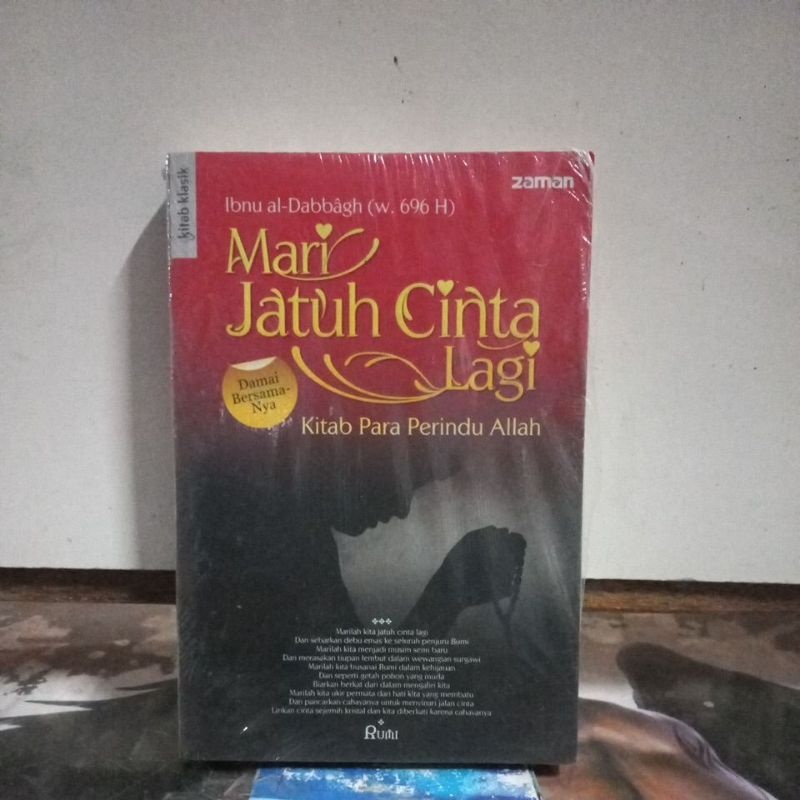 kitab klasik
zaman
Ibnu al-Dabbâgh (w. 696 H)
Mari
Jatuh Cinta
Lagi
Damai
Bersama-
Nya
Kitab Para Perindu Allah
Marilah kita jatuh cinta lagi
Dan sebarkan debu emas ke seluruh penjuru Bumi
Marilah kita menjadi musim semi baru
Dan merasakan tiupan lembut dalam wewangian surgawi
Marilah kita busanai Bumi dalam kehijauan
Dan seperti getah pohon yang muda
Biarkan berkat dari dalam mengaliri kita
Marilah kita ukir permata dari hati kita yang membatu
Dan pancarkan cahayanya untuk menyinari jalan cinta
cinta sejernih kristal dan kita diberkati karena cahayanya
Rumi